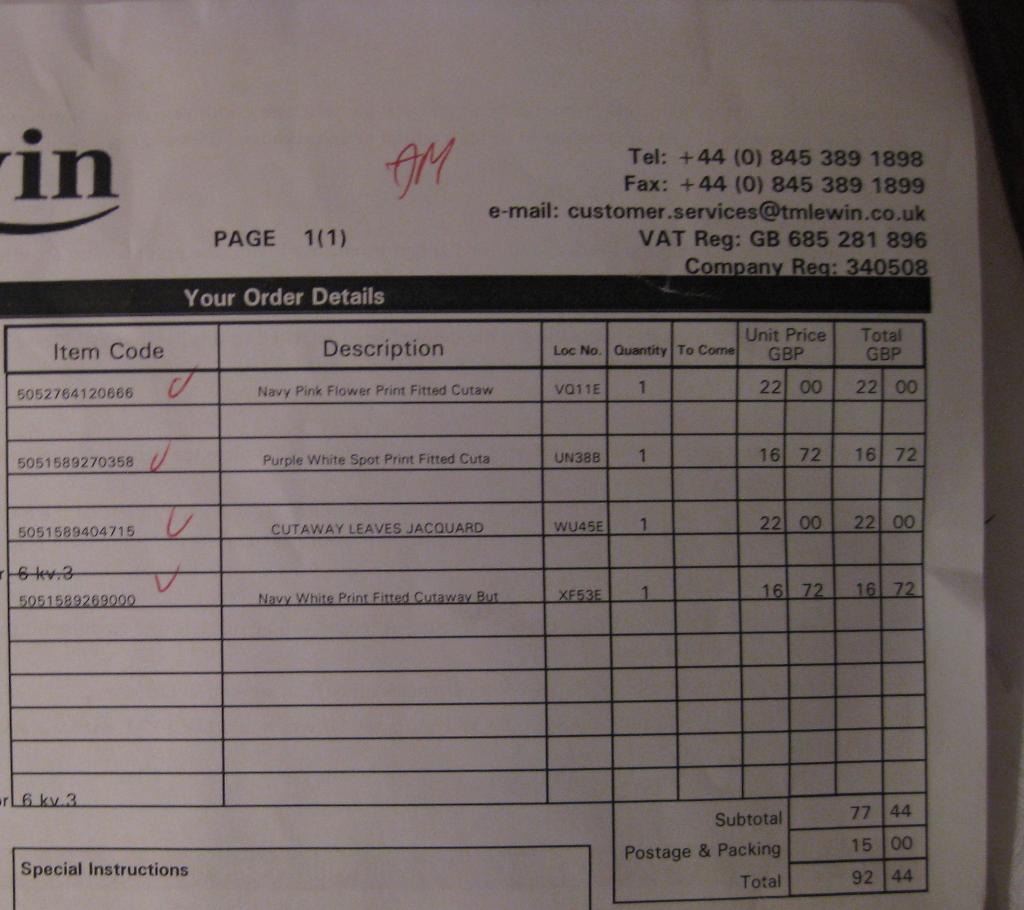 vin
AM
Tel: +44 (0) 845 389 1898
Fax: +44 (0) 845 389 1899
e-mail: customer.services@tmlewin.co.uk
PAGE 1(1)
VAT Reg: GB 685 281 896
Company Reg: 340508
Your Order Details
Item Code Description Loc No. Quantity To Come Unit Price GBP Total GBP
5052764120666 Navy Pink Flower Print Fitted Cutaw VQ11E 1 22 00 22 00
5051589270358 Purple White Spot Print Fitted Cuta UN38B 1 16 72 16 72
5051589404715 CUTAWAY LEAVES JACQUARD WU45E 1 22 00 22 00
r 6 kv.3
5051589269000 Navy White Print Fitted Cutaway But XF53E 1 16 72 16 72
or 6 kv.3
Subtotal 77 44
Postage & Packing 15 00
Total 92 44
Special Instructions